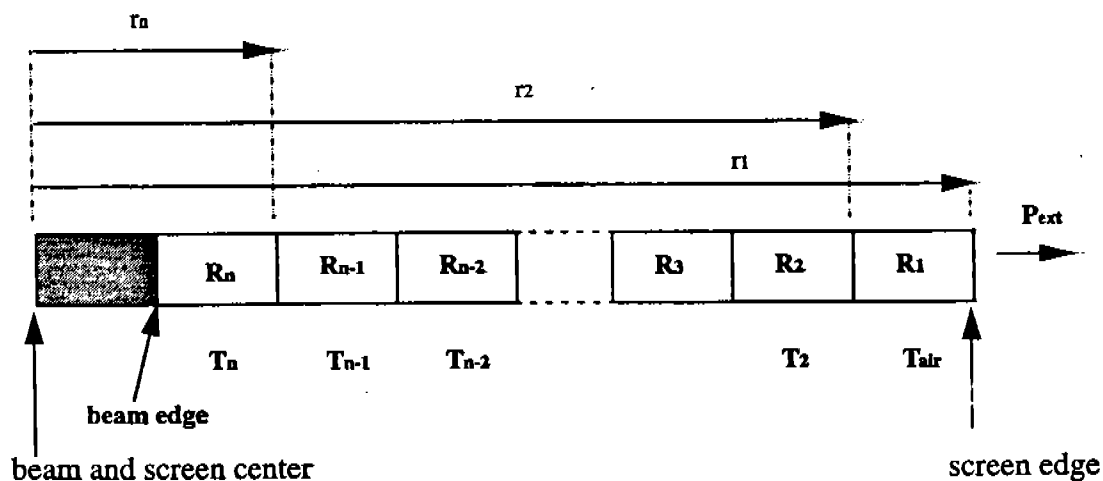 rn
r2
r1
Pext
Rn Rn-1 Rn-2 R3 R2 R1
Tn Tn-1 Tn-2 T2 Tair
beam edge
beam and screen center screen edge